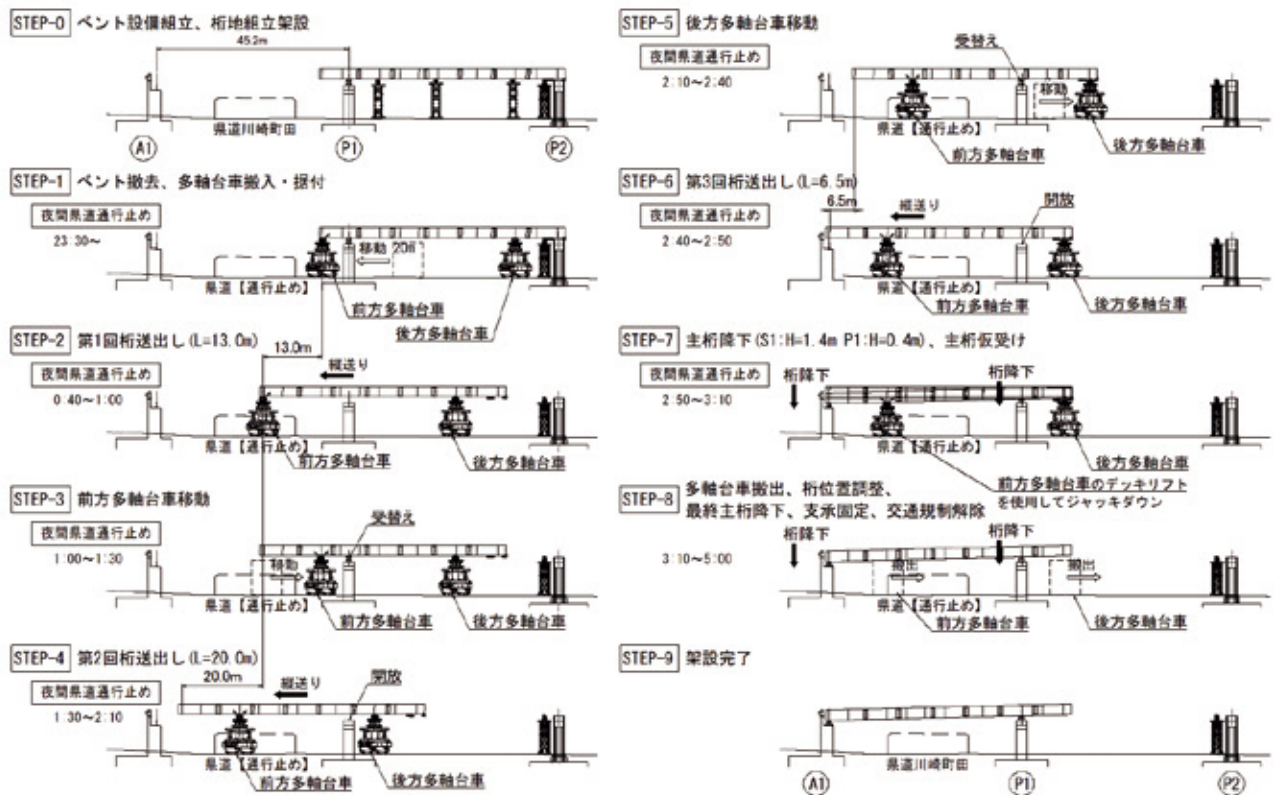 STEP-0 ベント設備組立、桁地組立架設
45.2m
県道川崎町田
A1
P1
P2
STEP-1 ベント撤去、多軸台車搬入・据付
夜間県道通行止め
23:30~
移動 20m
県道【通行止め】
前方多軸台車
後方多軸台車
STEP-2 第1回桁送出し(L=13.0m)
13.0m
夜間県道通行止め
縦送り
0:40~1:00
県道【通行止め】
前方多軸台車
後方多軸台車
STEP-3 前方多軸台車移動
受替え
夜間県道通行止め
1:00~1:30
移動
県道【通行止め】
前方多軸台車
後方多軸台車
STEP-4 第2回桁送出し(L=20.0m)
20.0m
縦送り
開放
夜間県道通行止め
1:30~2:10
県道【通行止め】
前方多軸台車
後方多軸台車
STEP-5 後方多軸台車移動
受替え
夜間県道通行止め
2:10~2:40
移動
県道【通行止め】
前方多軸台車
後方多軸台車
STEP-6 第3回桁送出し(L=6.5m)
6.5m
縦送り
開放
夜間県道通行止め
2:40~2:50
県道【通行止め】
前方多軸台車
後方多軸台車
STEP-7 主桁降下(S1:H=1.4m P1:H=0.4m)、主桁仮受け
夜間県道通行止め
桁降下
桁降下
2:50~3:10
県道【通行止め】
後方多軸台車
前方多軸台車のデッキリフト
を使用してジャッキダウン
STEP-8 多軸台車搬出、桁位置調整、
最終主桁降下、支承固定、交通規制解除
桁降下
桁降下
3:10~5:00
搬出
搬出
県道【通行止め】
前方多軸台車
後方多軸台車
STEP-9 架設完了
県道川崎町田
A1
P1
P2